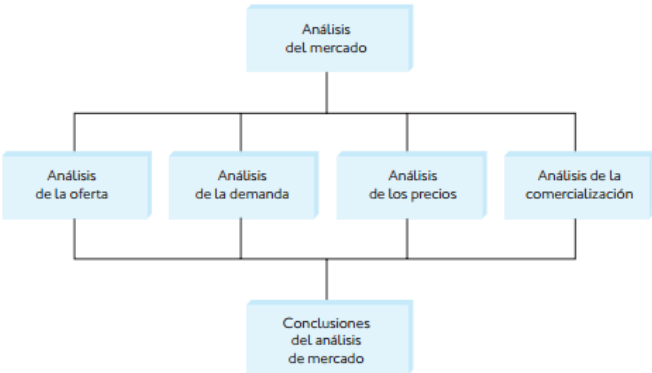 Análisis
del mercado
Análisis
de la oferta
Análisis
de la demanda
Análisis
de los precios
Análisis de la
comercialización
Conclusiones
del análisis
de mercado